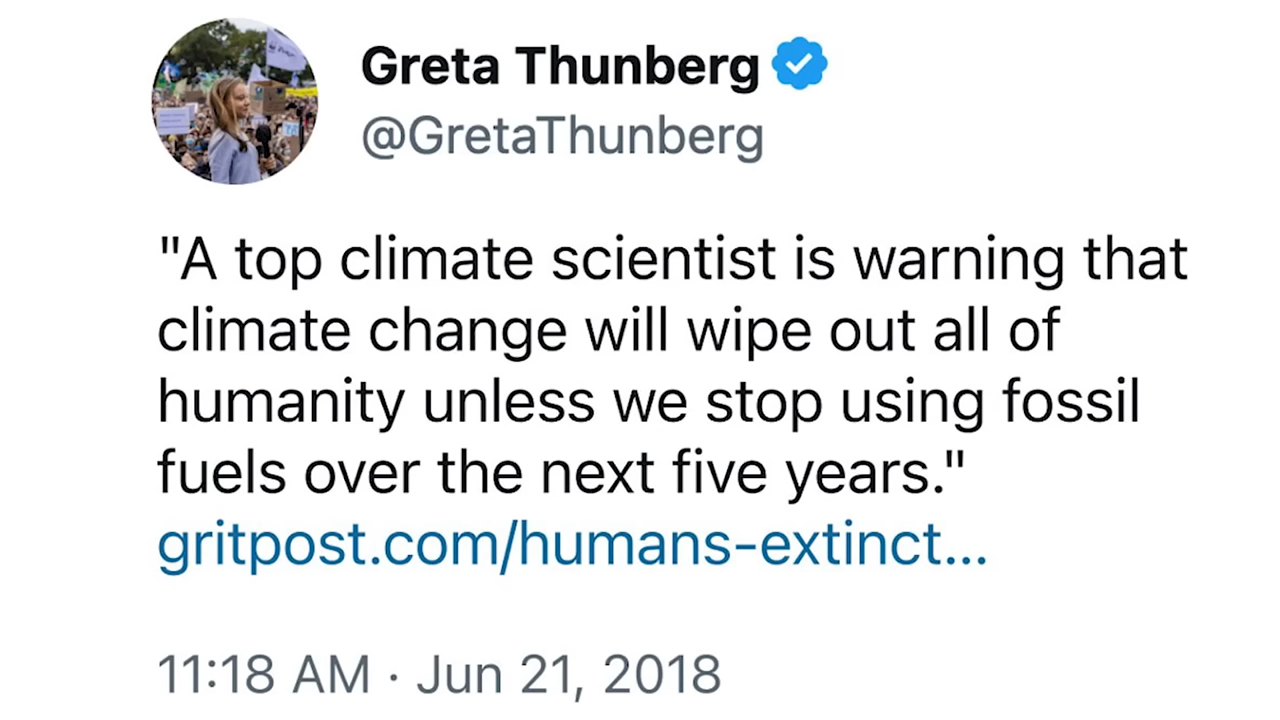 Greta Thunberg
@GretaThunberg
"A top climate scientist is warning that
climate change will wipe out all of
humanity unless we stop using fossil
fuels over the next five years."
gritpost.com/humans-extinct...
11:18 AM · Jun 21, 2018